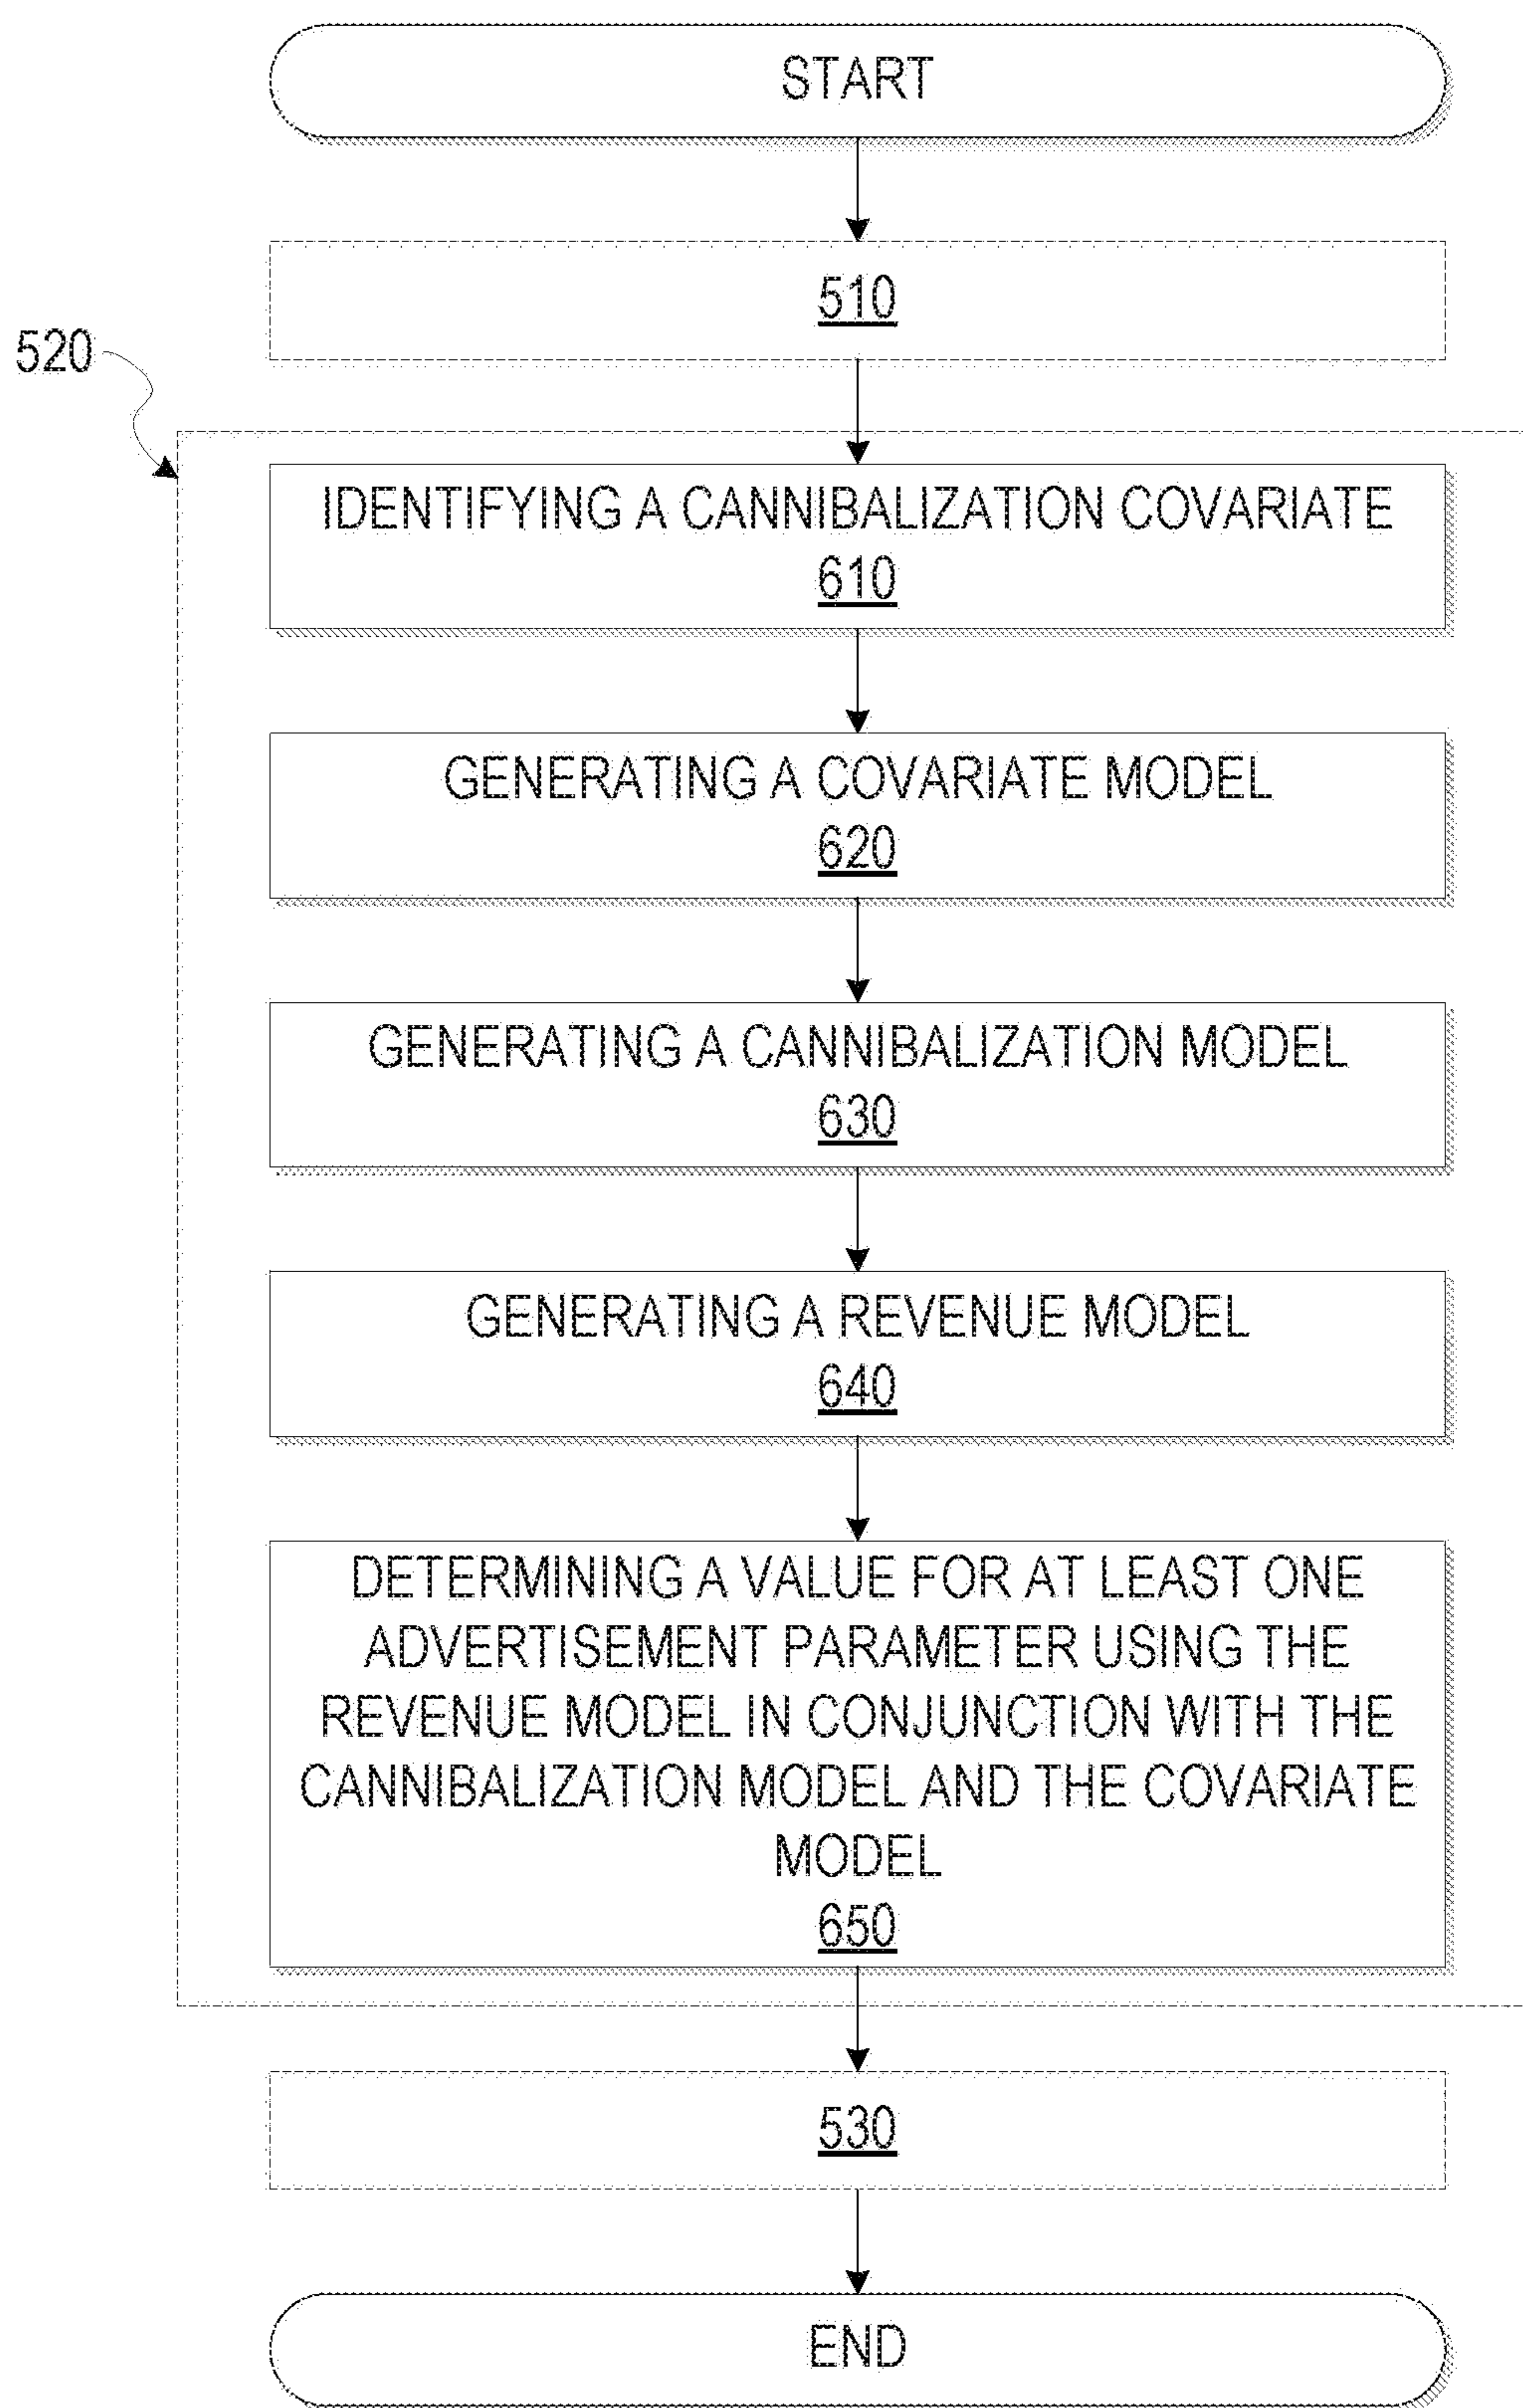 START
510
520
IDENTIFYING A CANNIBALIZATION COVARIATE
610
GENERATING A COVARIATE MODEL
620
GENERATING A CANNIBALIZATION MODEL
630
GENERATING A REVENUE MODEL
640
DETERMINING A VALUE FOR AT LEAST ONE
ADVERTISEMENT PARAMETER USING THE
REVENUE MODEL IN CONJUNCTION WITH THE
CANNIBALIZATION MODEL AND THE COVARIATE
MODEL
650
530
END